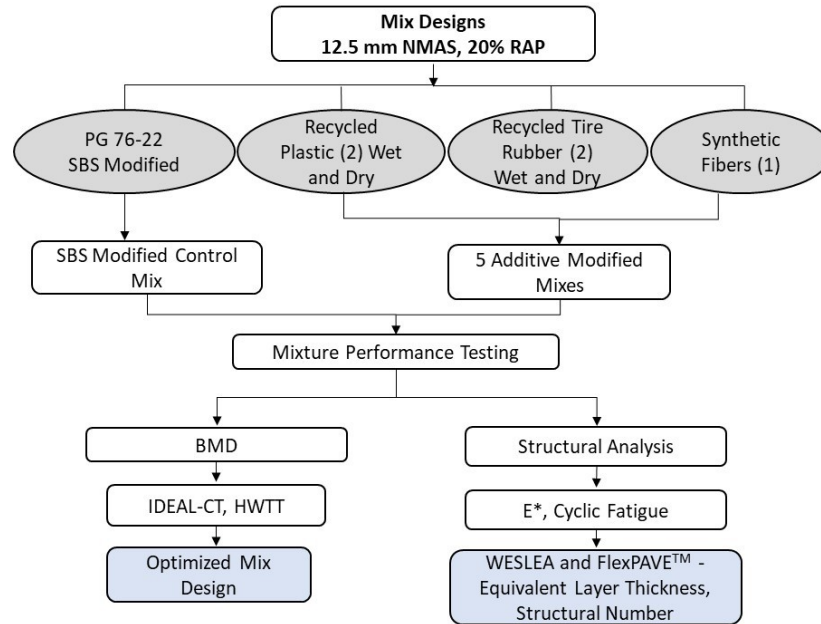 Mix Designs
12.5 mm NMAS, 20% RAP
PG 76-22
SBS Modified
Recycled
Plastic (2) Wet
and Dry
Recycled Tire
Rubber (2)
Wet and Dry
Synthetic
Fibers (1)
SBS Modified Control
Mix
5 Additive Modified
Mixes
Mixture Performance Testing
BMD
Structural Analysis
IDEAL-CT, HWTT
E*, Cyclic Fatigue
Optimized Mix
Design
WESLEA and FlexPAVE™ -
Equivalent Layer Thickness,
Structural Number